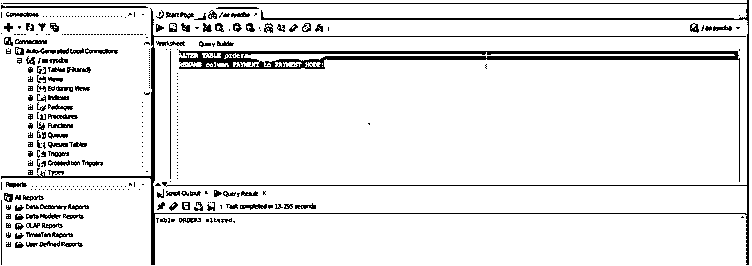 Connections
Start Page
/ as sysdba
Connections
Auto-Generated Local Connections
/ as sysdba
Tables (Filtered)
Views
Editioning Views
Indexes
Packages
Procedures
Functions
Queues
Queues Tables
Triggers
Crossedition Triggers
Types
/ as sysdba
Worksheet Query Builder
TABLE
RENAME column PAYMENT to PAYMENT_MODE;
Reports
All Reports
Data Dictionary Reports
Data Modeler Reports
OLAP Reports
TimesTen Reports
User Defined Reports
Script Output × Query Result ×
Task completed in 13.255 seconds
Table ORDERS altered.